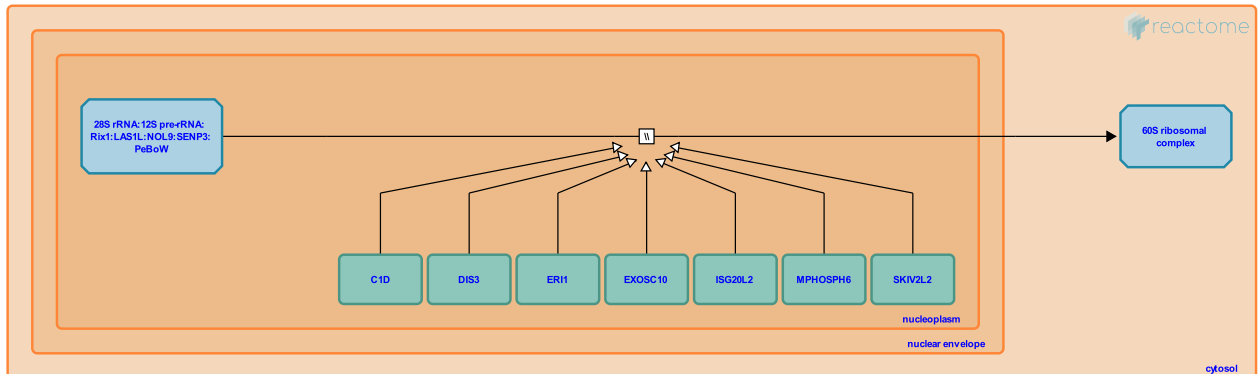 reactome
28S rRNA:12S pre-rRNA:
Rix1:LAS1L:NOL9:SENP3:
PeBoW
\\
60S ribosomal
complex
C1D
DIS3
ERI1
EXOSC10
ISG20L2
MPHOSPH6
SKIV2L2
nucleoplasm
nuclear envelope
cytosol